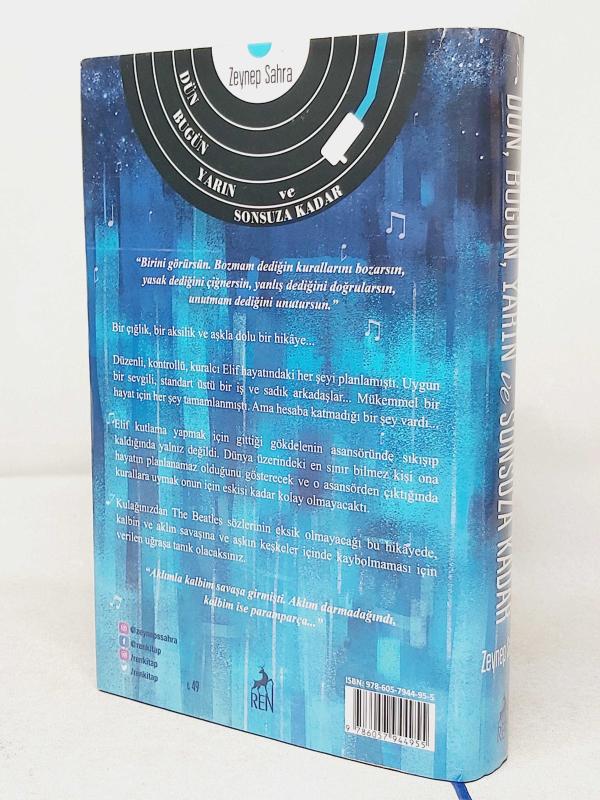 Zeynep Sahra
DÜN
BUGÜN
YARIN
ve
SONSUZA KADAR
“Birini görürsün. Bozmam dediğin kurallarını bozarsın,
yasak dediğini çiğnersin, yanlış dediğini doğrularsın,
unutmam dediğini unutursun.”
Bir çığlık, bir aksilik ve aşkla dolu bir hikâye...
Düzenli, kontrollü, kuralcı Elif hayatındaki her şeyi planlamıştı. Uygun
bir sevgili, standart üstü bir iş ve sadık arkadaşlar... Mükemmel bir
hayat için her şey tamamlanmıştı. Ama hesaba katmadığı bir şey vardı...
Elif kutlama yapmak için gittiği gökdelenin asansöründe sıkışıp
kaldığında yalnız değildi. Dünya üzerindeki en sınır bilmez kişi ona
hayatın planlanamaz olduğunu gösterecek ve o asansörden çıktığında
kurallara uymak onun için eskisi kadar kolay olmayacaktı.
Kulağınızdan The Beatles sözlerinin eksik olmayacağı bu hikâyede,
kalbin ve aklın savaşına ve aşkın keşkeler içinde kaybolmaması için
verilen uğraşa tanık olacaksınız.
“Aklımla kalbim savaşa girmişti. Aklım darmadağındı,
kalbim ise paramparça...”
@zeynepssahra
@renkitap
/renkitap
/renkitap
₺ 49
REN
ISBN: 978-605-7944-95-5
9 786057 944955
DÜN, BUGÜN, YARIN ve SONSUZA KADAR
Zeynep
REN